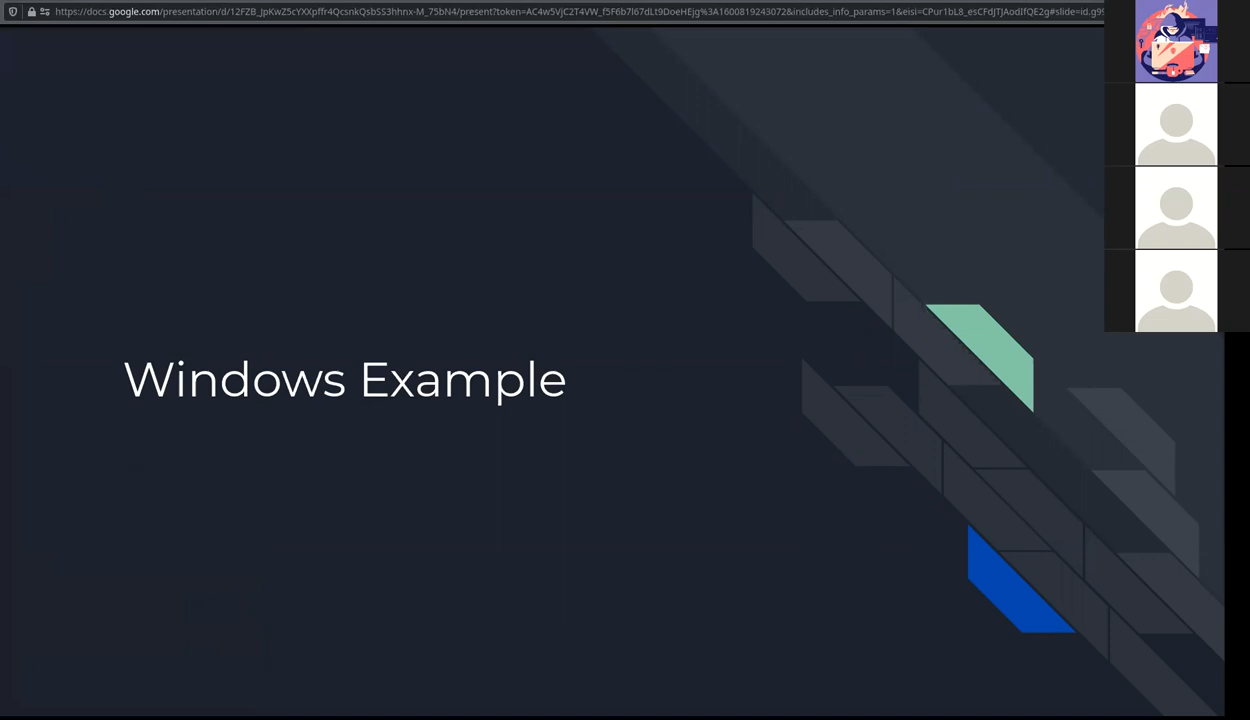 https://docs.google.com/presentation/d/12FZB_JpKwZ5cYXXpffr4QcsnkQsbSS3hhnx-M_75bN4/present?token=AC4w5VjC2T4VW_f5F6b7l67dLt9DoeHEjg%3A1600819243072&includes_info_params=1&eisi=CPur1bL8_esCFdJTJAodIfQE2g#slide=id.g99
Windows Example